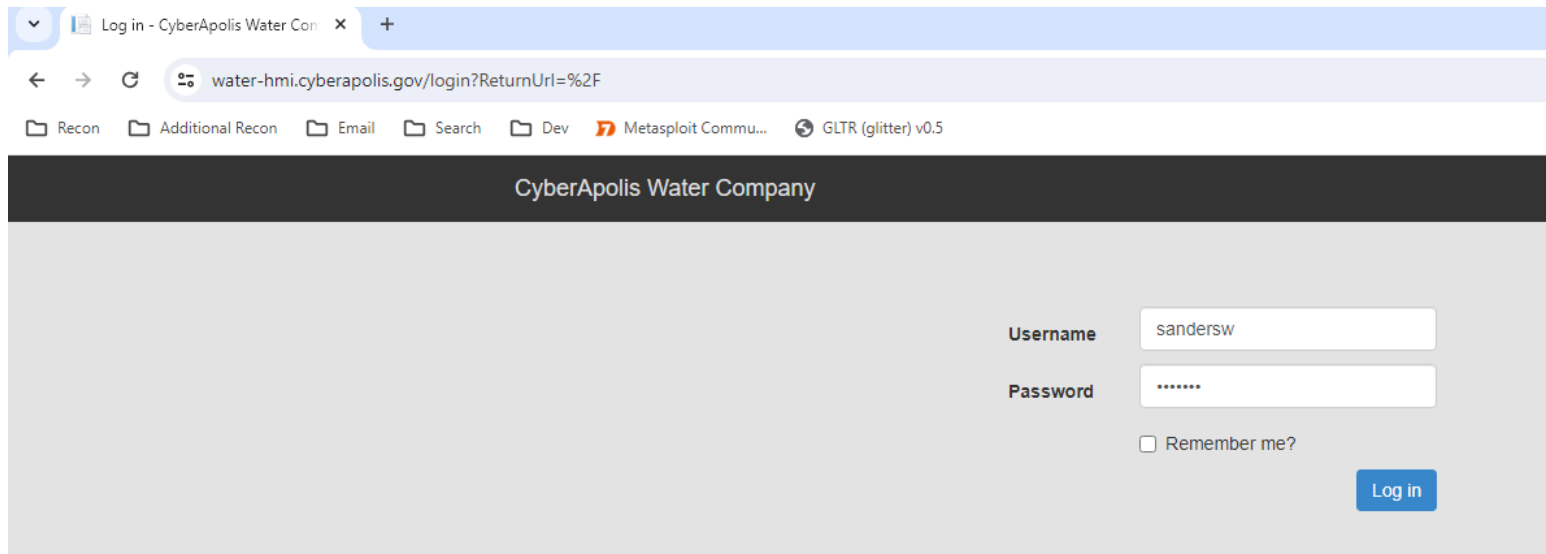 Log in - CyberApolis Water Con
water-hmi.cyberapolis.gov/login?ReturnUrl=%2F
Recon Additional Recon Email Search Dev Metasploit Commu... GLTR (glitter) v0.5
CyberApolis Water Company
Username sandersw
Password •••••••
Remember me?
Log in